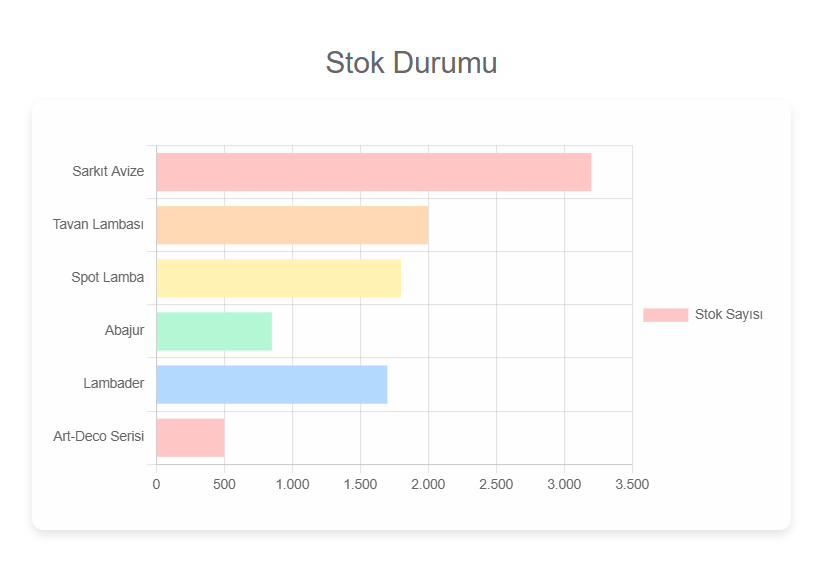 Stok Durumu
Sarkıt Avize
Tavan Lambası
Spot Lamba
Abajur
Lambader
Art-Deco Serisi
0 500 1.000 1.500 2.000 2.500 3.000 3.500
Stok Sayısı